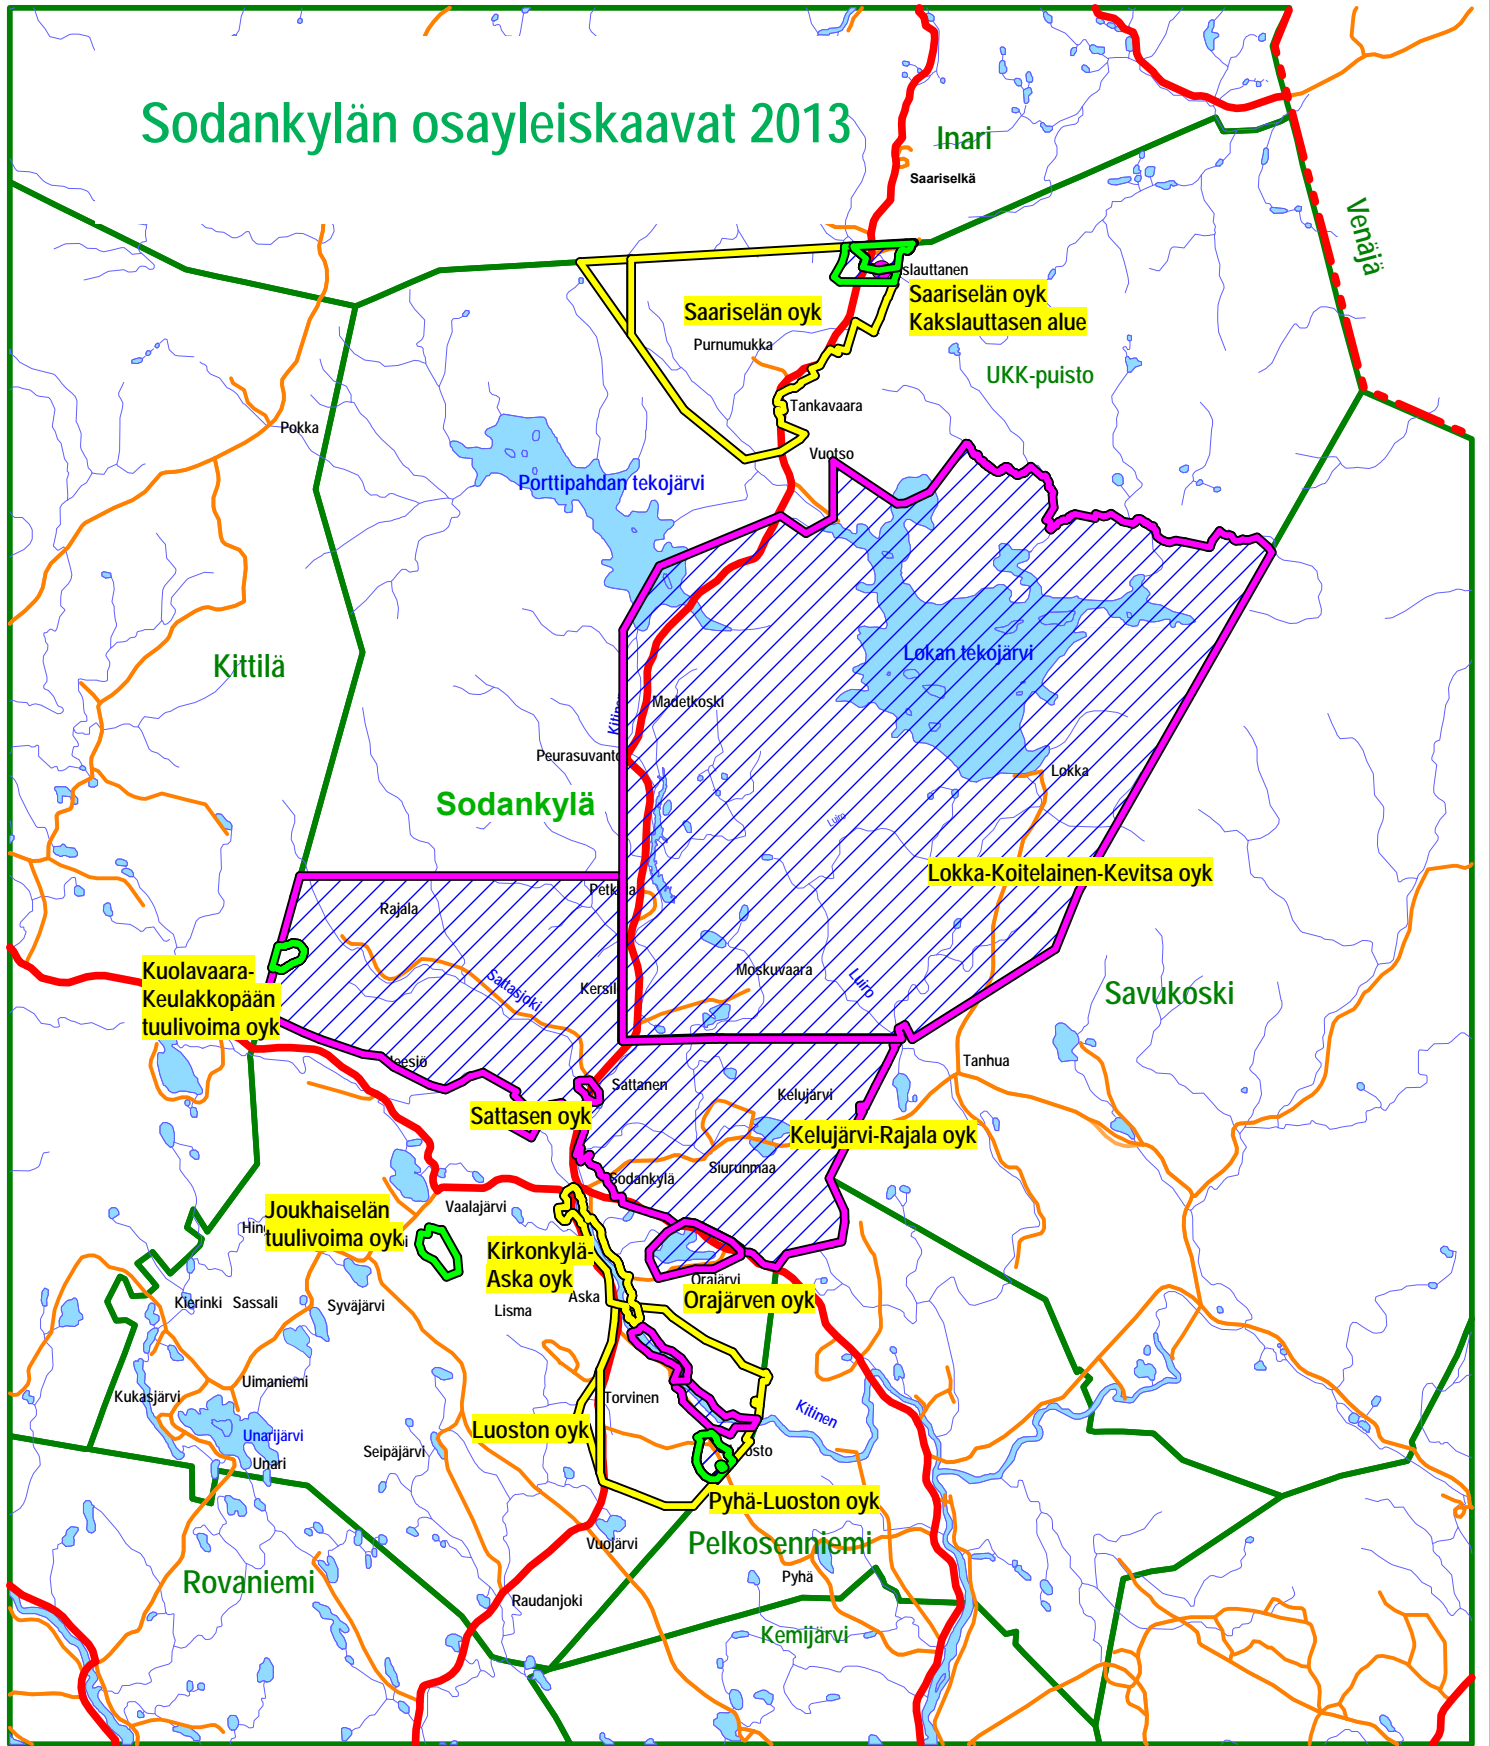 Sodankylän osayleiskaavat 2013
Inari
Saariselkä
Venäjä
slauttanen
Saariselän oyk
Saariselän oyk
Kakslauttasen alue
Purnumukka
UKK-puisto
Tankavaara
Pokka
Vuotso
Porttipahdan tekojärvi
Kittilä
Lokan tekojärvi
Madetkoski
Peurasuvanto
Lokka
Sodankylä
Luiro
Lokka-Koitelainen-Kevitsa oyk
Rajala
Kuolavaara-
Keulakkopään
tuulivoima oyk
Sattasjoki
Moskuvaara
Luiro
Savukoski
Tanhua
Sattanen
Kelujärvi
Sattasen oyk
Kelujärvi-Rajala oyk
Siurunmaa
Sodankylä
Vaalajärvi
Joukhaiselän
tuulivoima oyk
Kirkonkylä-
Aska oyk
Orajärvi
Orajärven oyk
Aska
Lisma
Kierinki
Sassali
Syväjärvi
Uimaniemi
Kukasjärvi
Torvinen
Kitinen
Luoston oyk
Unarijärvi
Unari
Seipäjärvi
osto
Pyhä-Luoston oyk
Vuojärvi
Pelkosenniemi
Pyhä
Rovaniemi
Raudanjoki
Kemijärvi